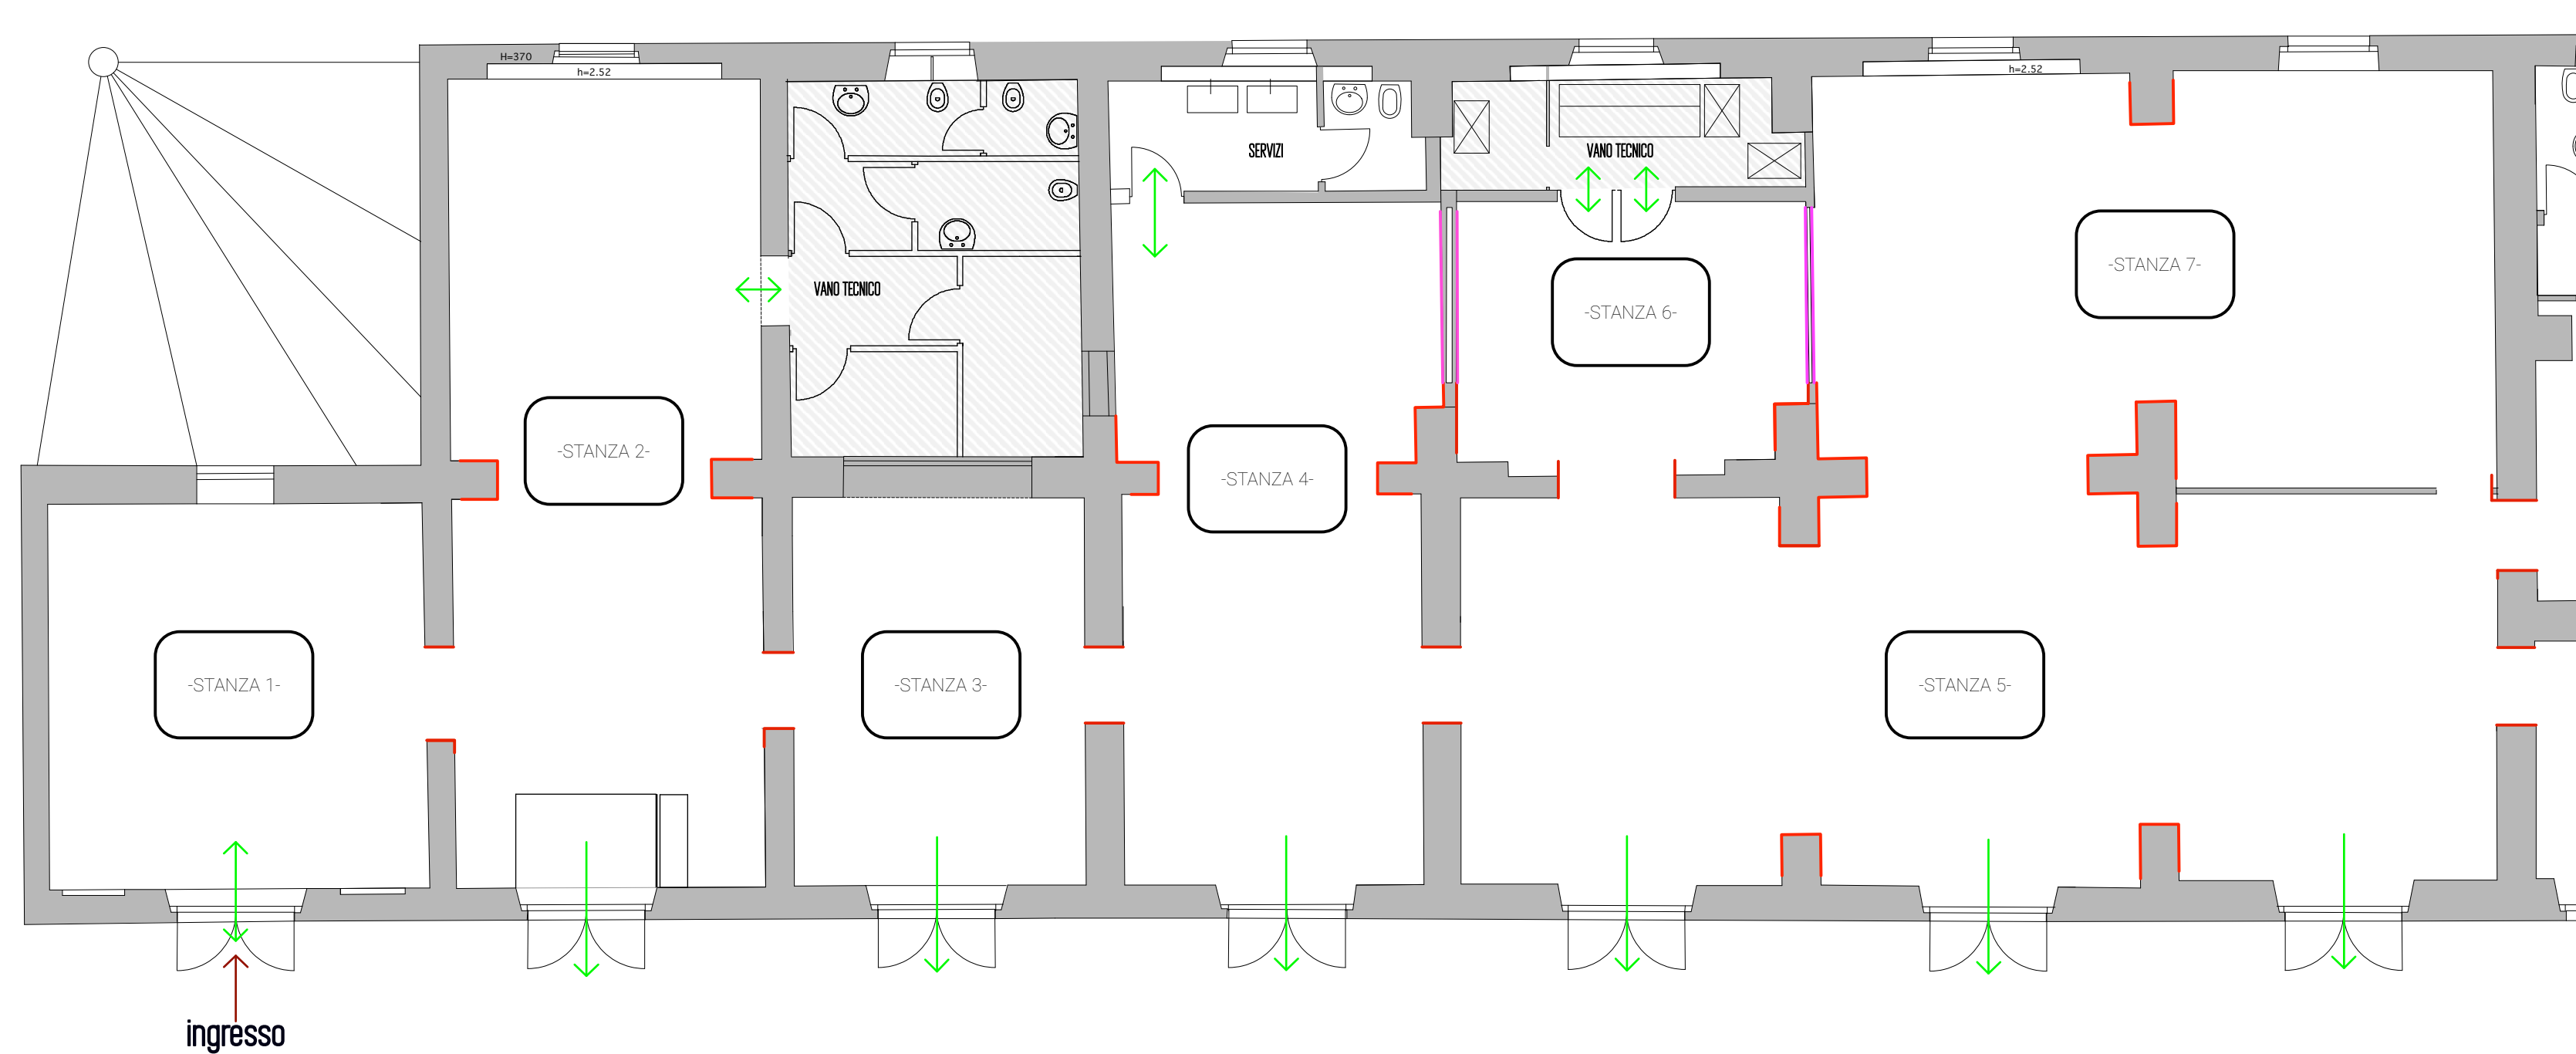 H=370
h=2.52
h=2.52
SERVIZI
VANO TECNICO
-STANZA 7-
VANO TECNICO
-STANZA 6-
-STANZA 2-
-STANZA 4-
-STANZA 1-
-STANZA 3-
-STANZA 5-
ingresso